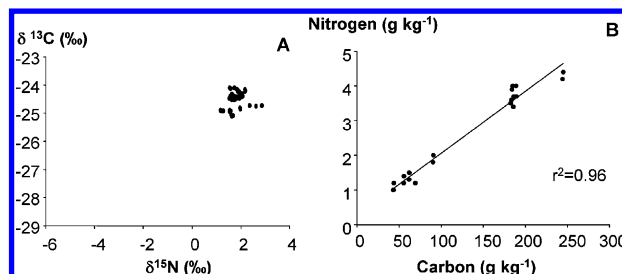 Nitrogen (g kg-1)
δ 13C (‰)
A
B
-23
-24
-25
-26
-27
-28
-29
-6 -4 -2 0 2 4
δ15N (‰)
5
4
3
2
1
0
r2=0.96
0 50 100 150 200 250 300
Carbon (g kg-1)